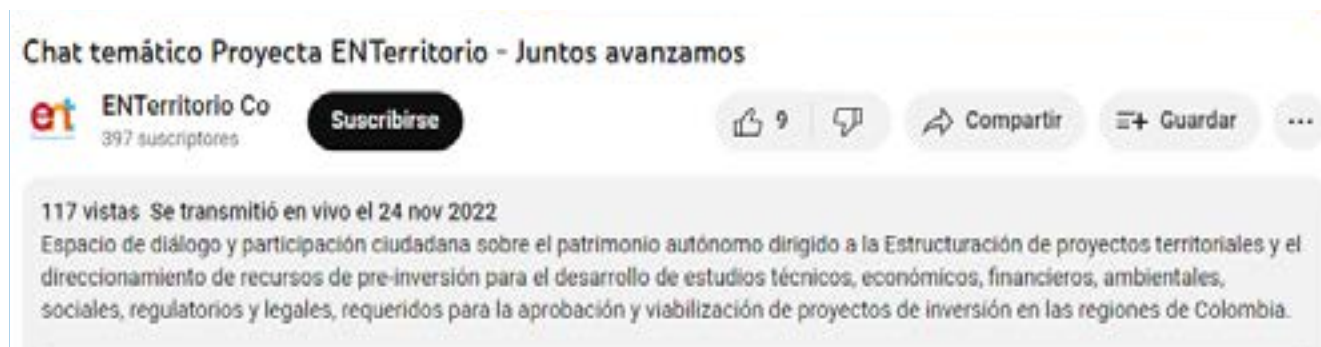 Chat temático Proyecta ENTerritorio - Juntos avanzamos
ent
ENTerritorio Co
397 suscriptores
Suscribirse
9
Compartir
Guardar
...
117 vistas Se transmitió en vivo el 24 nov 2022
Espacio de diálogo y participación ciudadana sobre el patrimonio autónomo dirigido a la Estructuración de proyectos territoriales y el
direccionamiento de recursos de pre-inversión para el desarrollo de estudios técnicos, económicos, financieros, ambientales,
sociales, regulatorios y legales, requeridos para la aprobación y viabilización de proyectos de inversión en las regiones de Colombia.